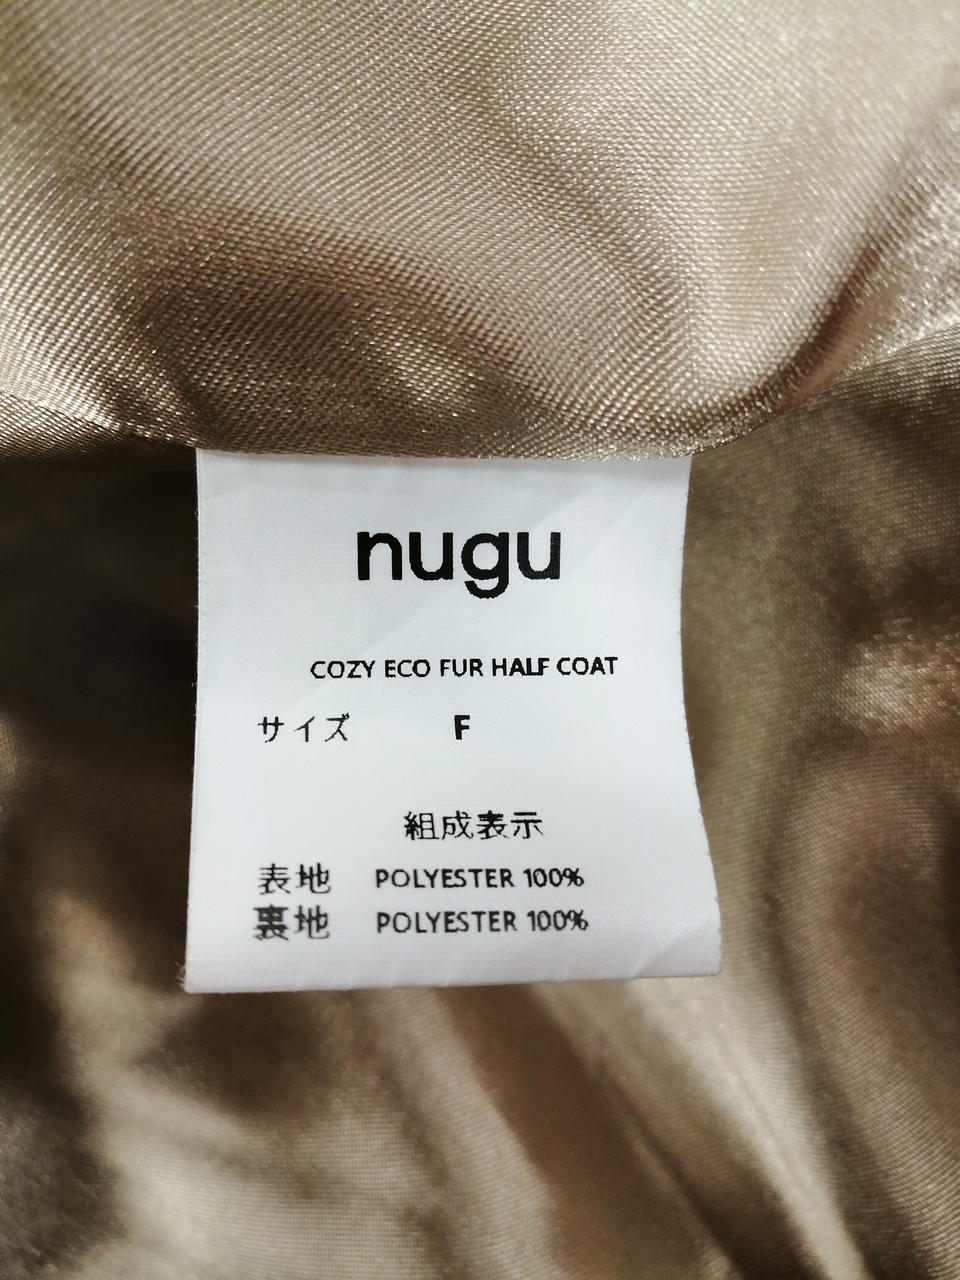 nugu
COZY ECO FUR HALF COAT
サイズ F
組成表示
表地 POLYESTER 100%
裏地 POLYESTER 100%